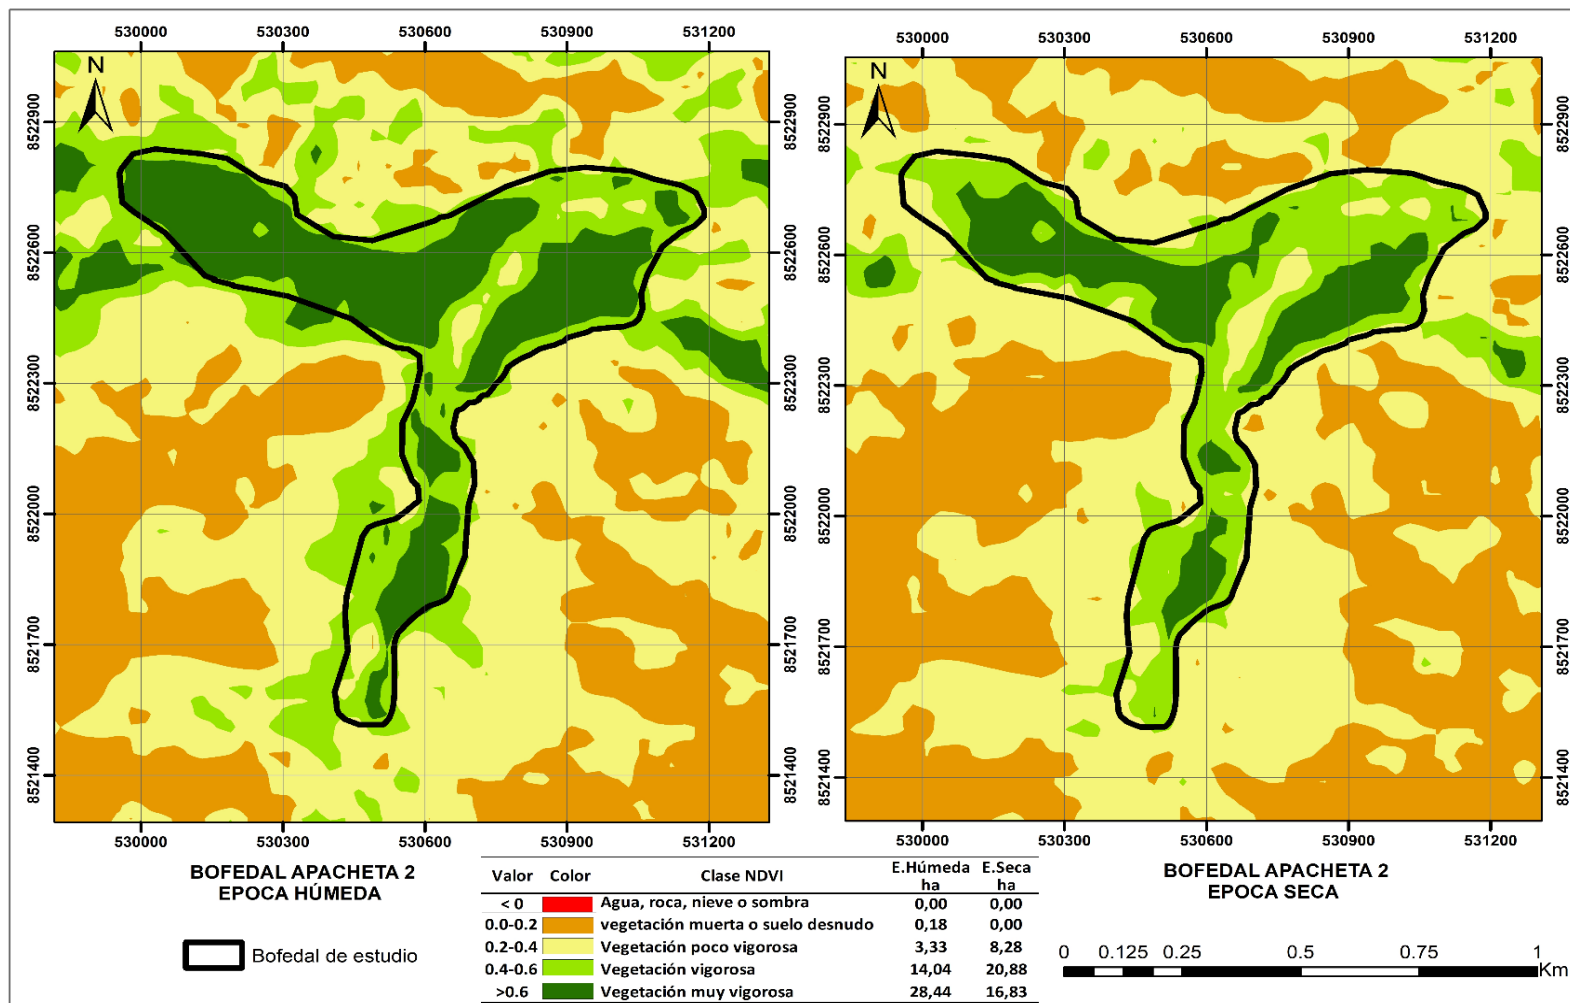 530000 530300 530600 530900 531200
530000 530300 530600 530900 531200
N
N
8522900 8522900 8522900 8522900
8522600 8522600 8522600 8522600
8522300 8522300 8522300 8522300
8522000 8522000 8522000 8522000
8521700 8521700 8521700 8521700
8521400 8521400 8521400 8521400
530000 530300 530600 530900 531200
530000 530300 530600 530900 531200
BOFEDAL APACHETA 2
EPOCA HÚMEDA
Bofedal de estudio
Valor Color Clase NDVI E.Húmeda ha E.Seca ha
< 0 Agua, roca, nieve o sombra 0,00 0,00
0.0-0.2 vegetación muerta o suelo desnudo 0,18 0,00
0.2-0.4 Vegetación poco vigorosa 3,33 8,28
0.4-0.6 Vegetación vigorosa 14,04 20,88
>0.6 Vegetación muy vigorosa 28,44 16,83
BOFEDAL APACHETA 2
EPOCA SECA
0 0.125 0.25 0.5 0.75 1
Km